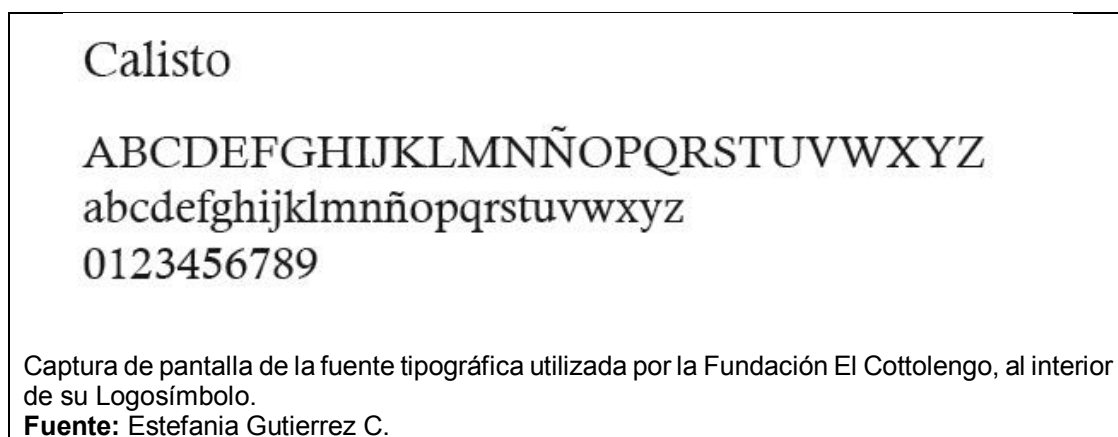 Calisto
ABCDEFGHIJKLMNÑOPQRSTUVWXYZ
abcdefghijklmnñopqrstuvwxyz
0123456789
Captura de pantalla de la fuente tipográfica utilizada por la Fundación El Cottolengo, al interior
de su Logosímbolo.
Fuente: Estefania Gutierrez C.